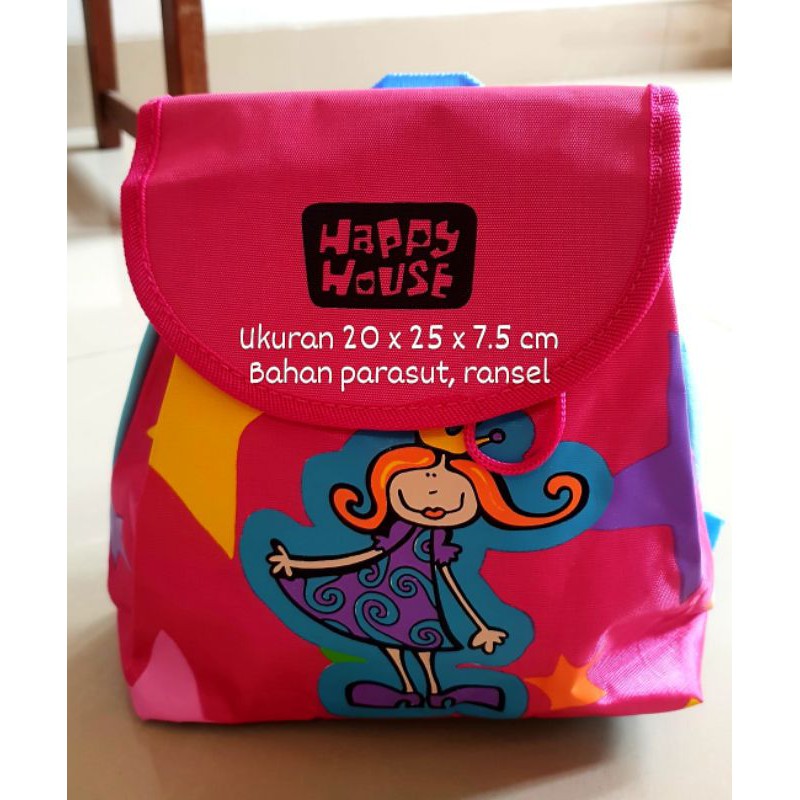 Happy
House
Ukuran 20 x 25 x 7.5 cm
Bahan parasut, ransel